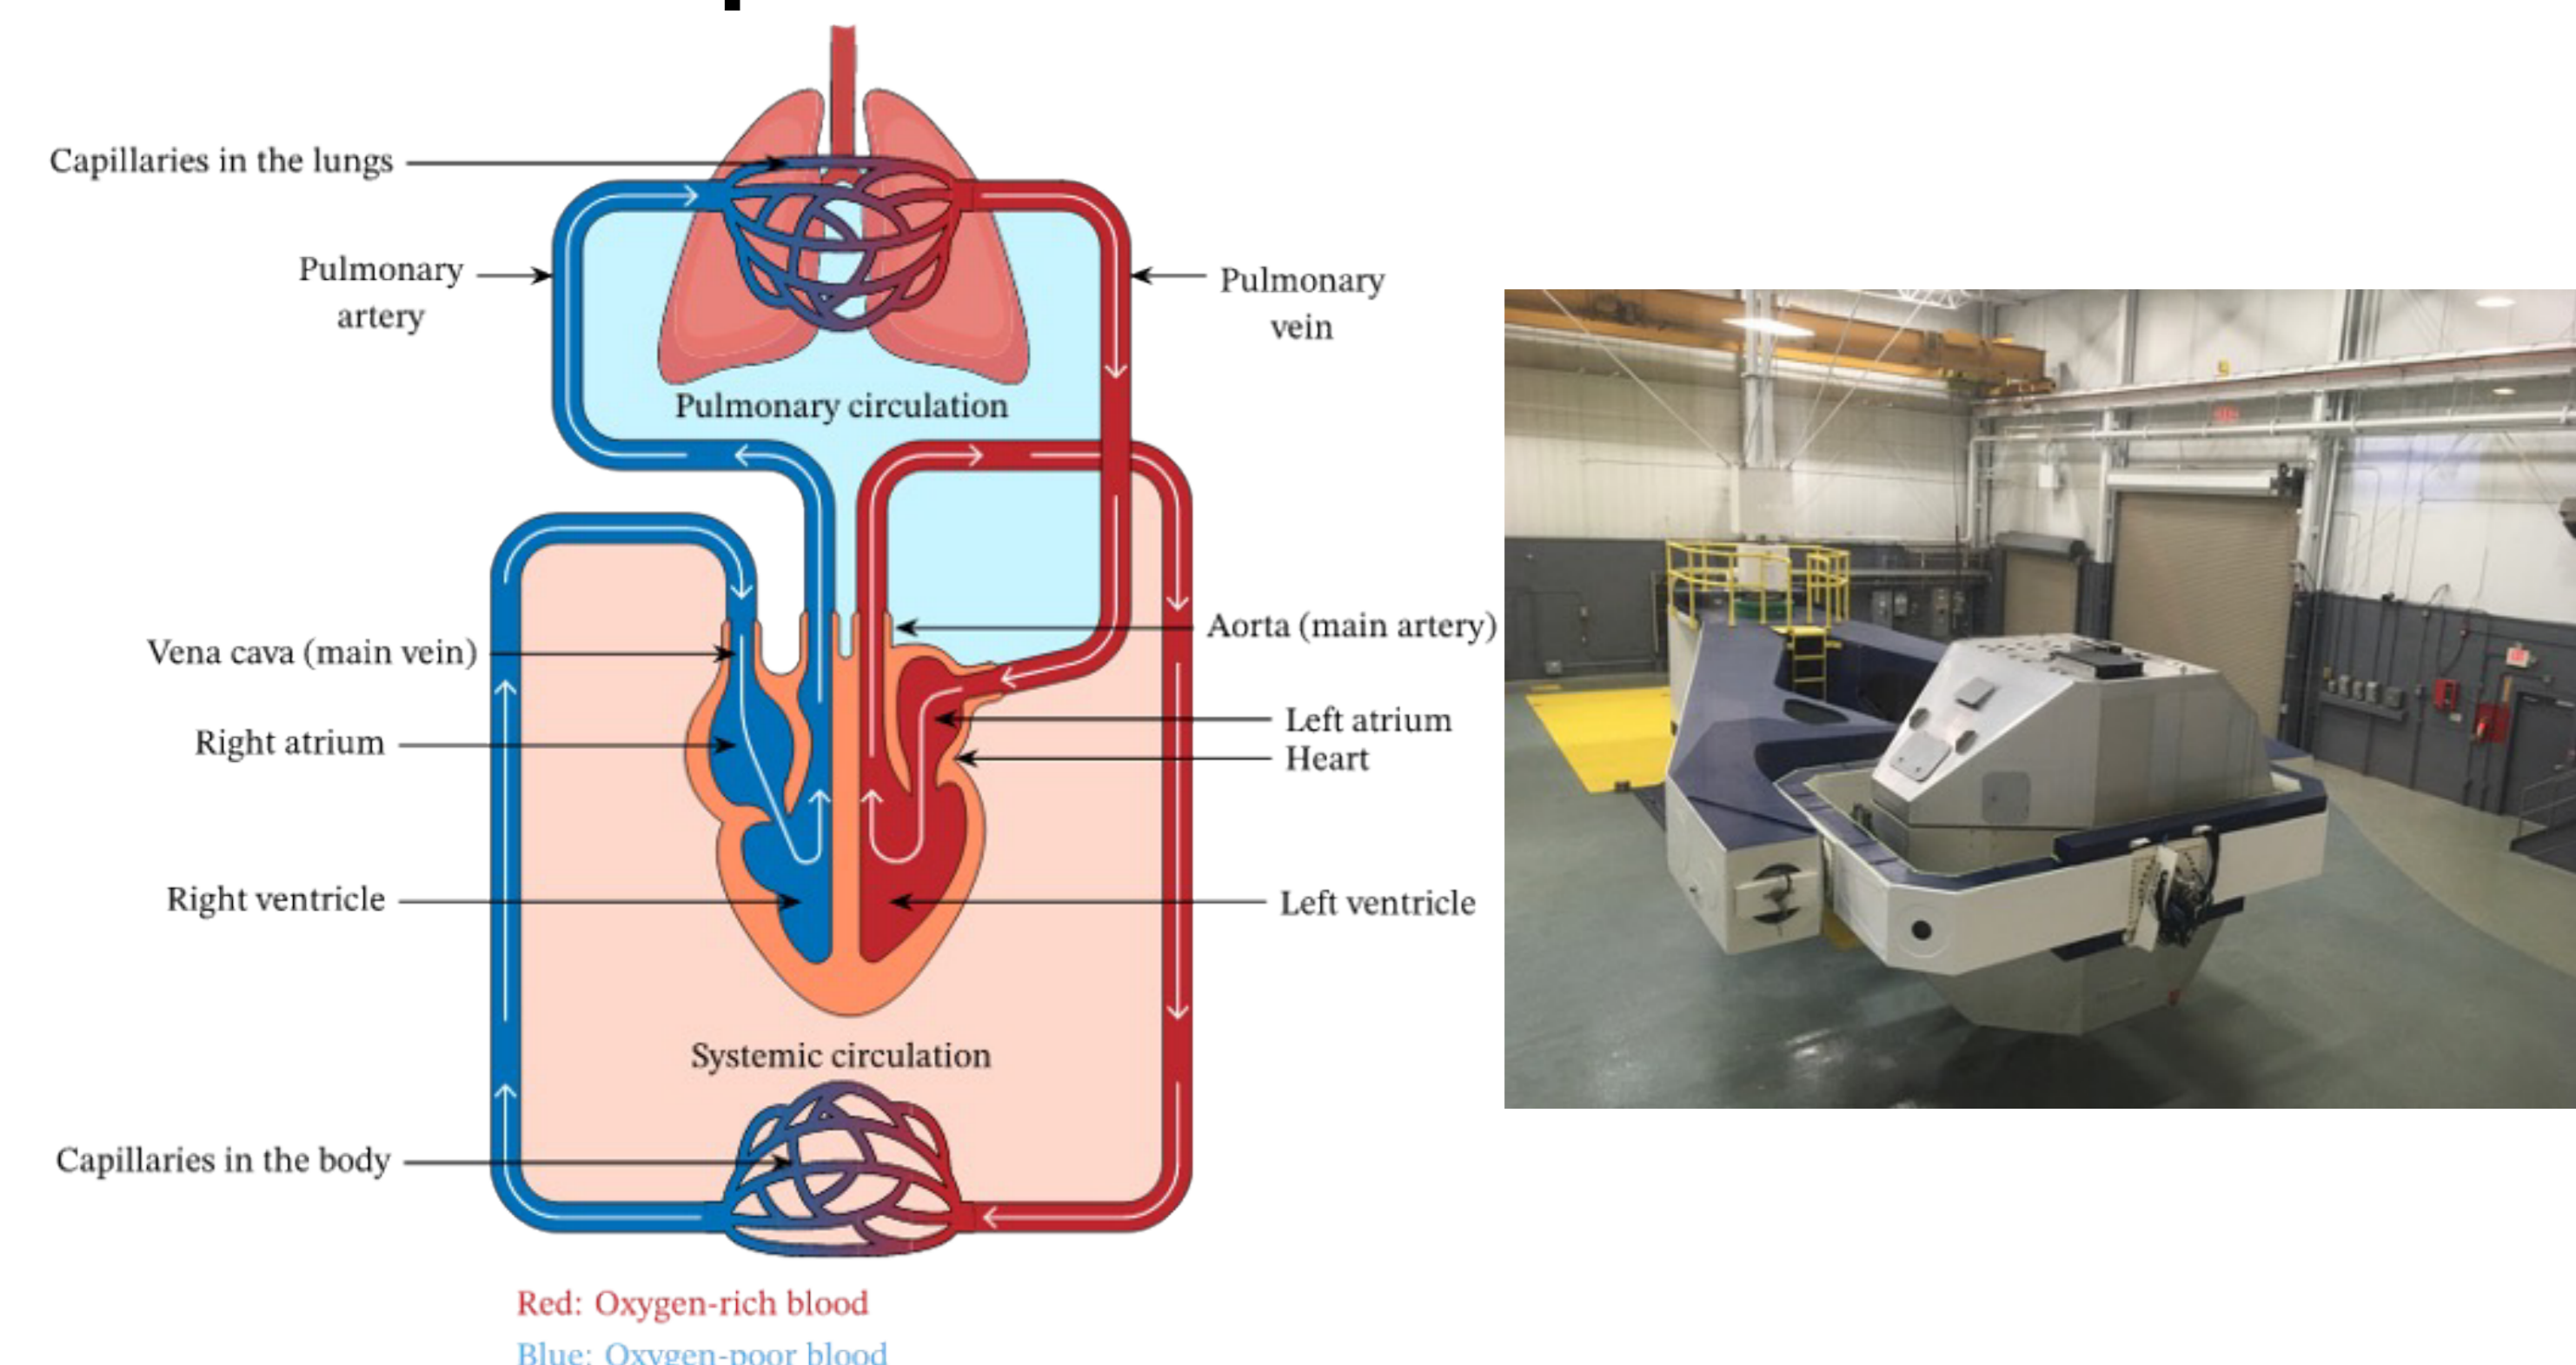 Capillaries in the lungs
Pulmonary
artery
Pulmonary
vein
Pulmonary circulation
Aorta (main artery)
Vena cava (main vein)
Left atrium
Right atrium
Heart
Right ventricle
Left ventricle
Systemic circulation
Capillaries in the body
Red: Oxygen-rich blood
Blue: Oxygen-poor blood